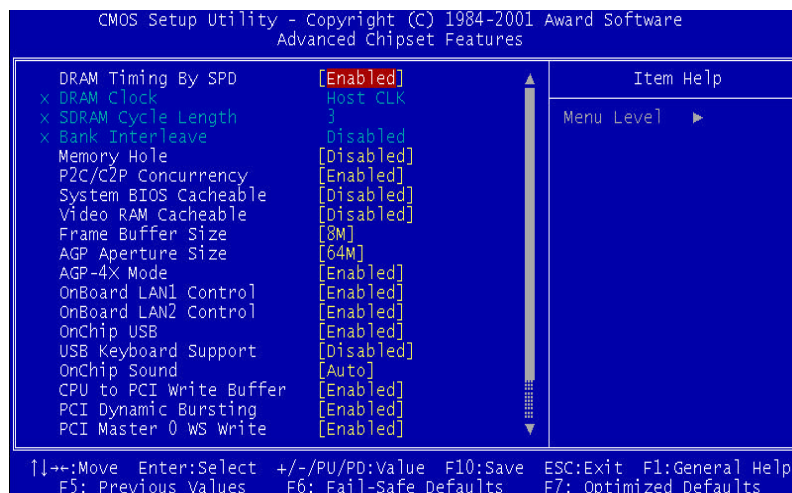 CMOS Setup Utility - Copyright (C) 1984-2001 Award Software
Advanced Chipset Features
DRAM Timing By SPD [Enabled]
x DRAM Clock Host CLK
x SDRAM Cycle Length 3
x Bank Interleave Disabled
Memory Hole [Disabled]
P2C/C2P Concurrency [Enabled]
System BIOS Cacheable [Disabled]
Video RAM Cacheable [Disabled]
Frame Buffer Size [8M]
AGP Aperture Size [64M]
AGP-4X Mode [Enabled]
OnBoard LAN1 Control [Enabled]
OnBoard LAN2 Control [Enabled]
OnChip USB [Enabled]
USB Keyboard Support [Disabled]
OnChip Sound [Auto]
CPU to PCI Write Buffer [Enabled]
PCI Dynamic Bursting [Enabled]
PCI Master 0 WS Write [Enabled]
Item Help
Menu Level ►
↑↓→←:Move Enter:Select +/-/PU/PD:Value F10:Save ESC:Exit F1:General Help
F5: Previous Values F6: Fail-Safe Defaults F7: Optimized Defaults